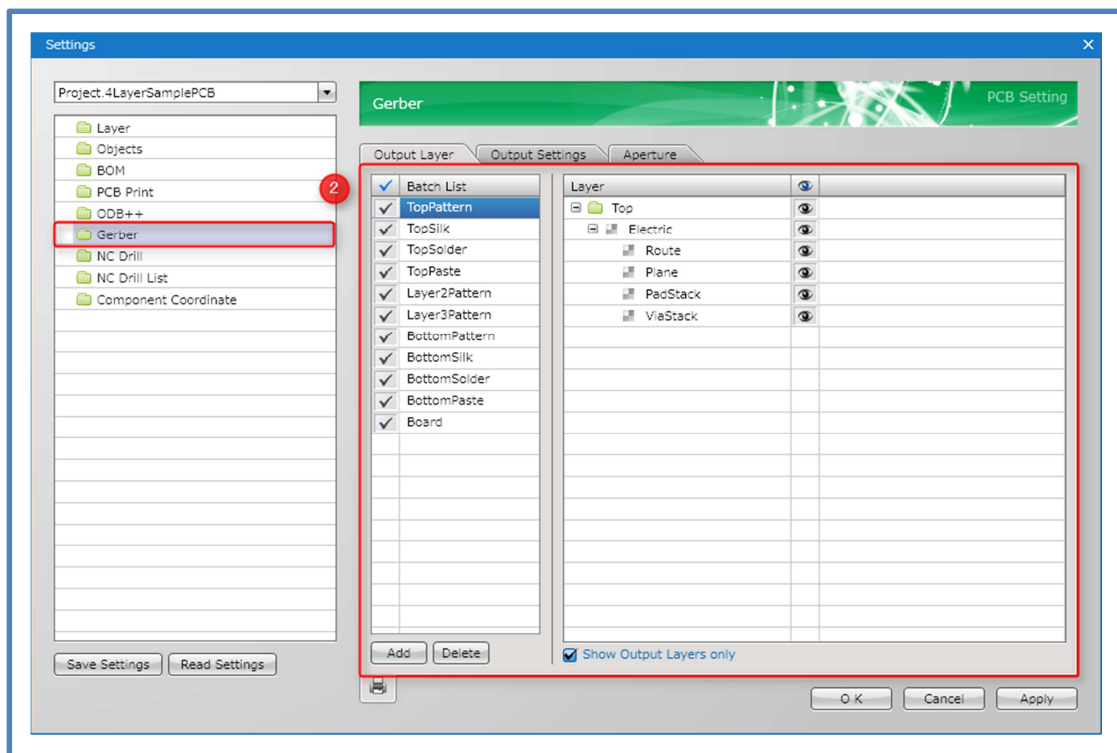 Settings
Project.4LayerSamplePCB
Layer
Objects
BOM
PCB Print
ODB++
Gerber
NC Drill
NC Drill List
Component Coordinate
Save Settings
Read Settings
Gerber
PCB Setting
Output Layer
Output Settings
Aperture
2
Batch List
TopPattern
TopSilk
TopSolder
TopPaste
Layer2Pattern
Layer3Pattern
BottomPattern
BottomSilk
BottomSolder
BottomPaste
Board
Add
Delete
Layer
Top
Electric
Route
Plane
PadStack
ViaStack
Show Output Layers only
O K
Cancel
Apply